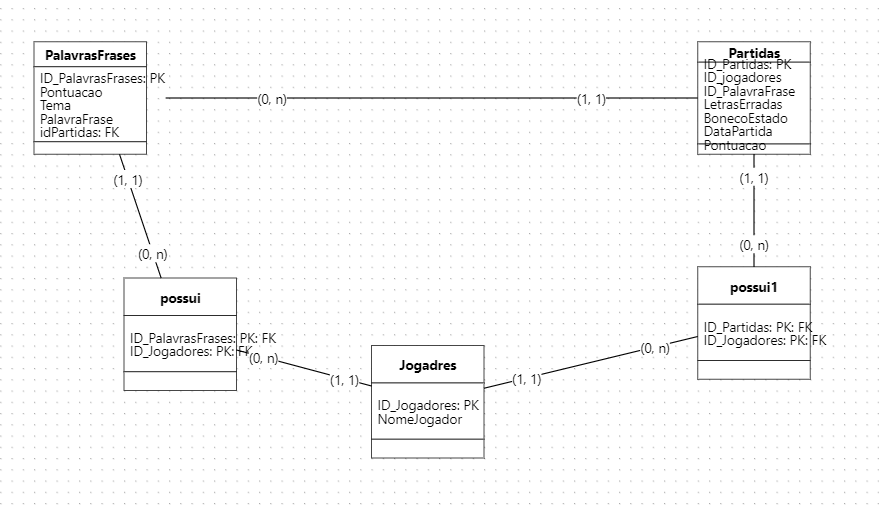 PalavrasFrases
ID_PalavrasFrases: PK
Pontuacao
Tema
PalavraFrase
idPartidas: FK
(0, n)
(1, 1)
Partidas
ID_Partidas: PK
ID_jogadores
ID_PalavraFrase
LetrasErradas
BonecoEstado
DataPartida
Pontuacao
(1, 1)
(0, n)
(1, 1)
(0, n)
possui
ID_PalavrasFrases: PK: FK
ID_Jogadores: PK: FK
(0, n)
(1, 1)
Jogadres
ID_Jogadores: PK
NomeJogador
(1, 1)
(0, n)
possui1
ID_Partidas: PK: FK
ID_Jogadores: PK: FK